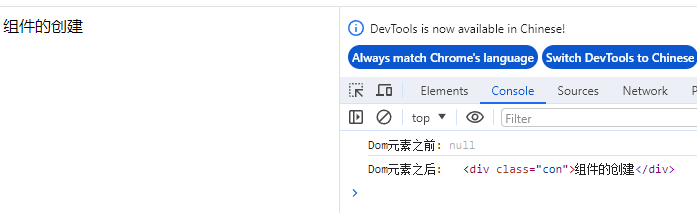 组件的创建
DevTools is now available in Chinese!
Always match Chrome's language
Switch DevTools to Chinese
Elements Console Sources Network
top Filter
Dom元素之前: null
Dom元素之后: <div class="con">组件的创建</div>